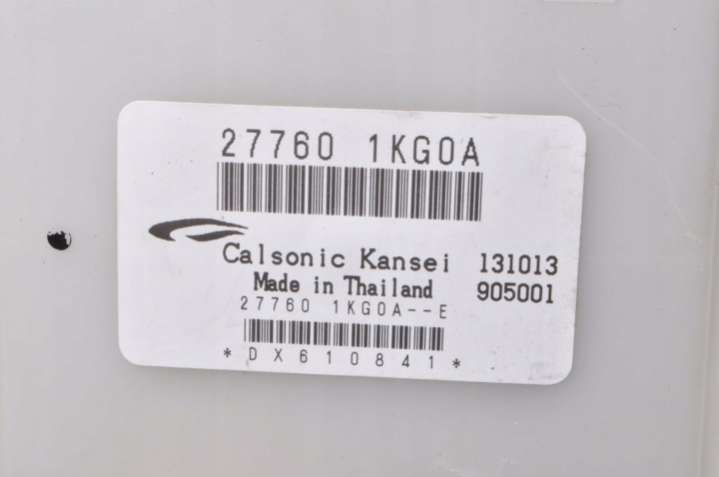 27760 1KG0A
Calsonic Kansei 131013
Made in Thailand 905001
27760 1KG0A--E
*DX610841*